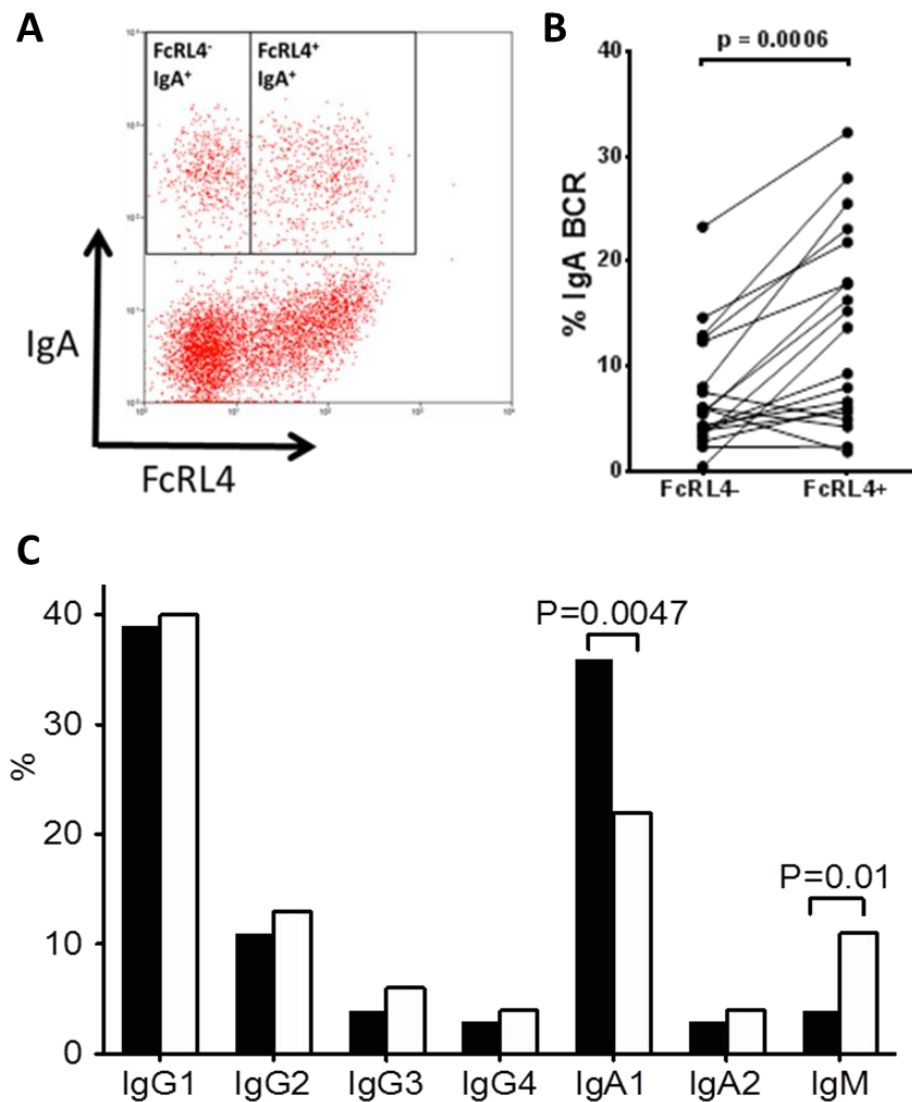 A
FcRL4⁻ IgA⁺
FcRL4⁺ IgA⁺
IgA
FcRL4
B
p = 0.0006
40
30
20
10
0
% IgA BCR
FcRL4-
FcRL4+
C
P=0.0047
P=0.01
40
30
20
10
0
%
IgG1 IgG2 IgG3 IgG4 IgA1 IgA2 IgM